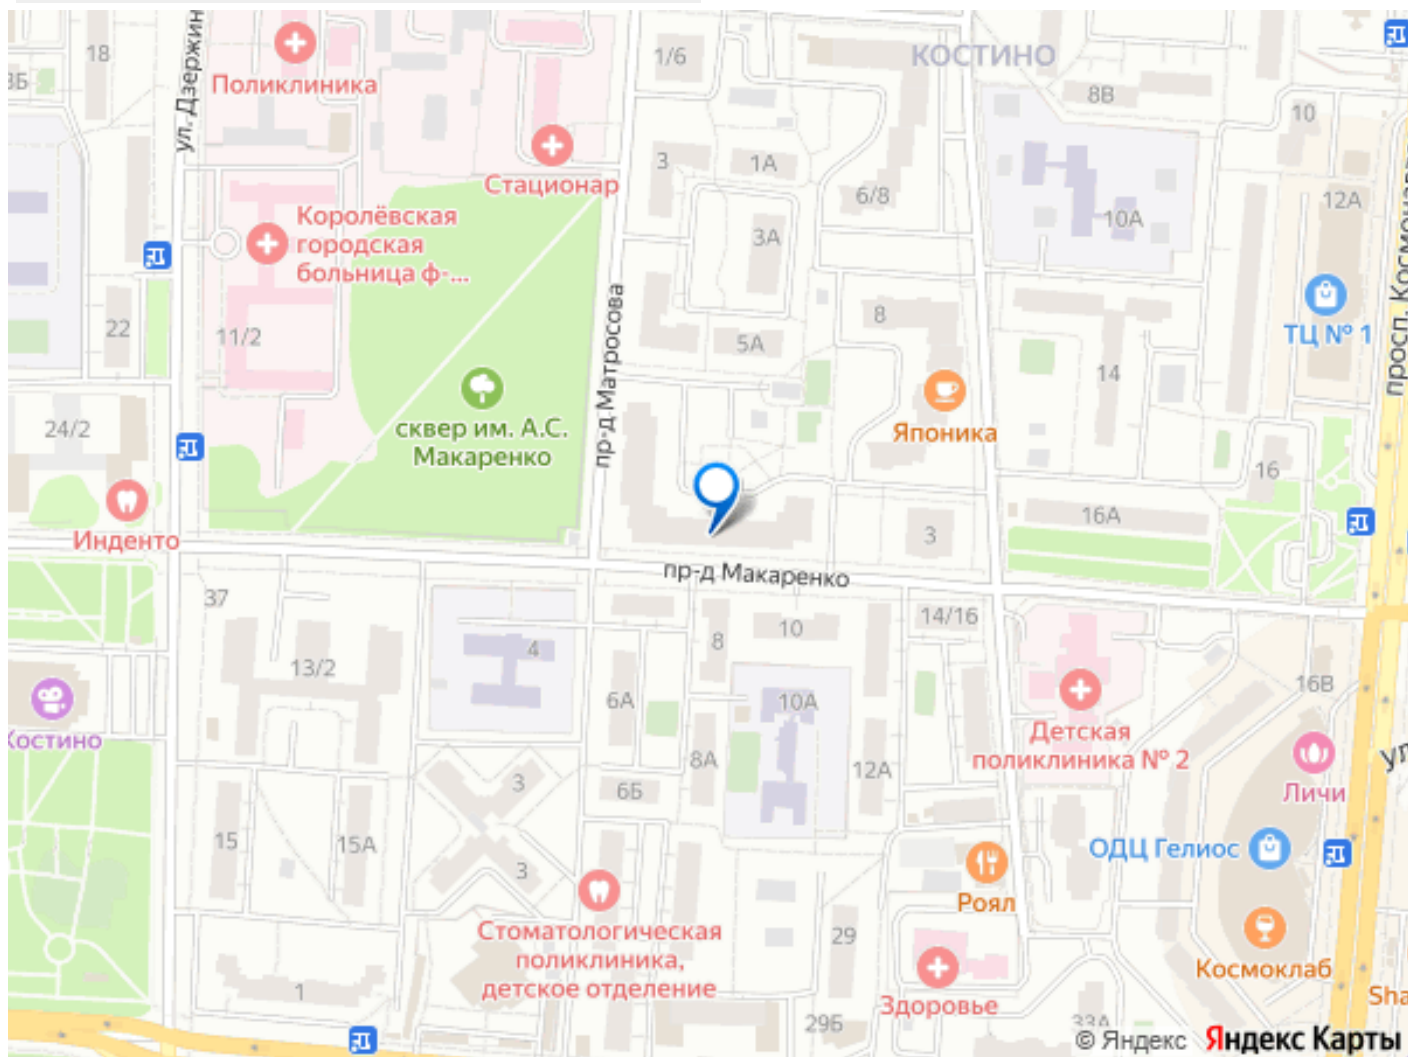 18
Поликлиника
ул. Дзержин
1/6
КОСТИНО
8В
10
3Б
Стационар
3
1А
6/8
10А
12А
просп. Космонав
Королёвская
городская
больница ф-...
3А
пр-д Матросова
22
11/2
5А
8
ТЦ № 1
14
24/2
сквер им. А.С.
Макаренко
Японика
16
Инденто
16А
3
пр-д Макаренко
37
13/2
4
8
10
14/16
6А
10А
16В
Костино
Детская
поликлиника № 2
8А
12А
6Б
3
Личи
ул
15
15А
3
ОДЦ Гелиос
Роял
Стоматологическая
поликлиника,
детское отделение
29
Космоклаб
1
Здоровье
Sha
29Б
33А
© Яндекс Яндекс Карты